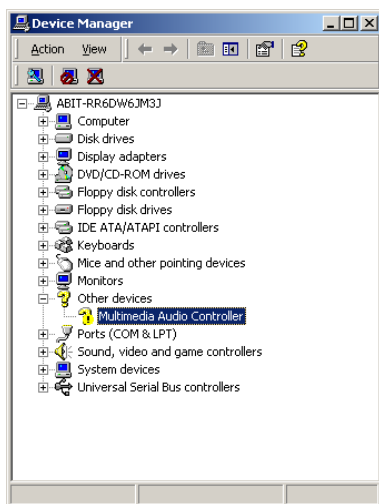 Device Manager
Action View
ABIT-RR6DW6JM3J
Computer
Disk drives
Display adapters
DVD/CD-ROM drives
Floppy disk controllers
Floppy disk drives
IDE ATA/ATAPI controllers
Keyboards
Mice and other pointing devices
Monitors
Other devices
Multimedia Audio Controller
Ports (COM & LPT)
Sound, video and game controllers
System devices
Universal Serial Bus controllers